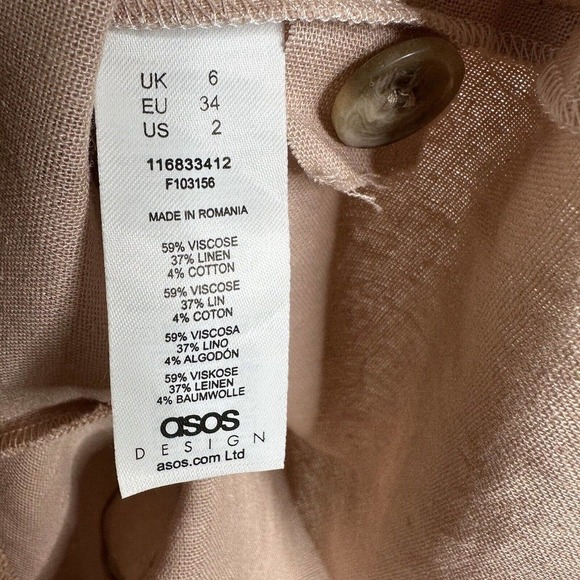 UK 6
EU 34
US 2
116833412
F103156
MADE IN ROMANIA
59% VISCOSE
37% LINEN
4% COTTON
59% VISCOSE
37% LIN
4% COTON
59% VISCOSA
37% LINO
4% ALGODÓN
59% VISKOSE
37% LEINEN
4% BAUMWOLLE
asos
DESIGN
asos.com Ltd